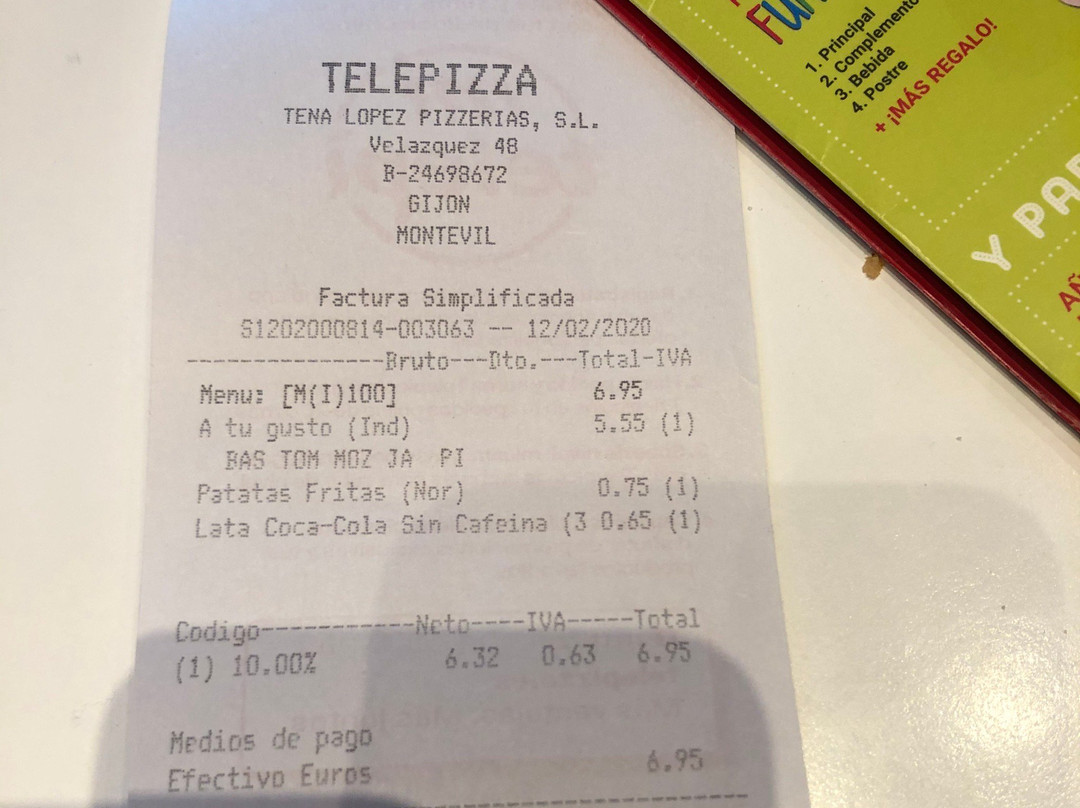 TELEPIZZA
TENA LOPEZ PIZZERIAS, S.L.
Velazquez 48
B-24698672
GIJON
MONTEVIL
Factura Simplificada
S1202000814-003063 -- 12/02/2020
---------------Bruto---Dto.---Total-IVA
Menu: [M(I)100] 6.95
A tu gusto (Ind) 5.55 (1)
BAS TOM MOZ JA PI
Patatas Fritas (Nor) 0.75 (1)
Lata Coca-Cola Sin Cafeina (3 0.65 (1)
Codigo-----------Neto----IVA-----Total
(1) 10.00% 6.32 0.63 6.95
Medios de pago
Efectivo Euros 6.95
1. Principal
2. Complemento
3. Bebida
4. Postre
+ ¡MÁS REGALO!
Y